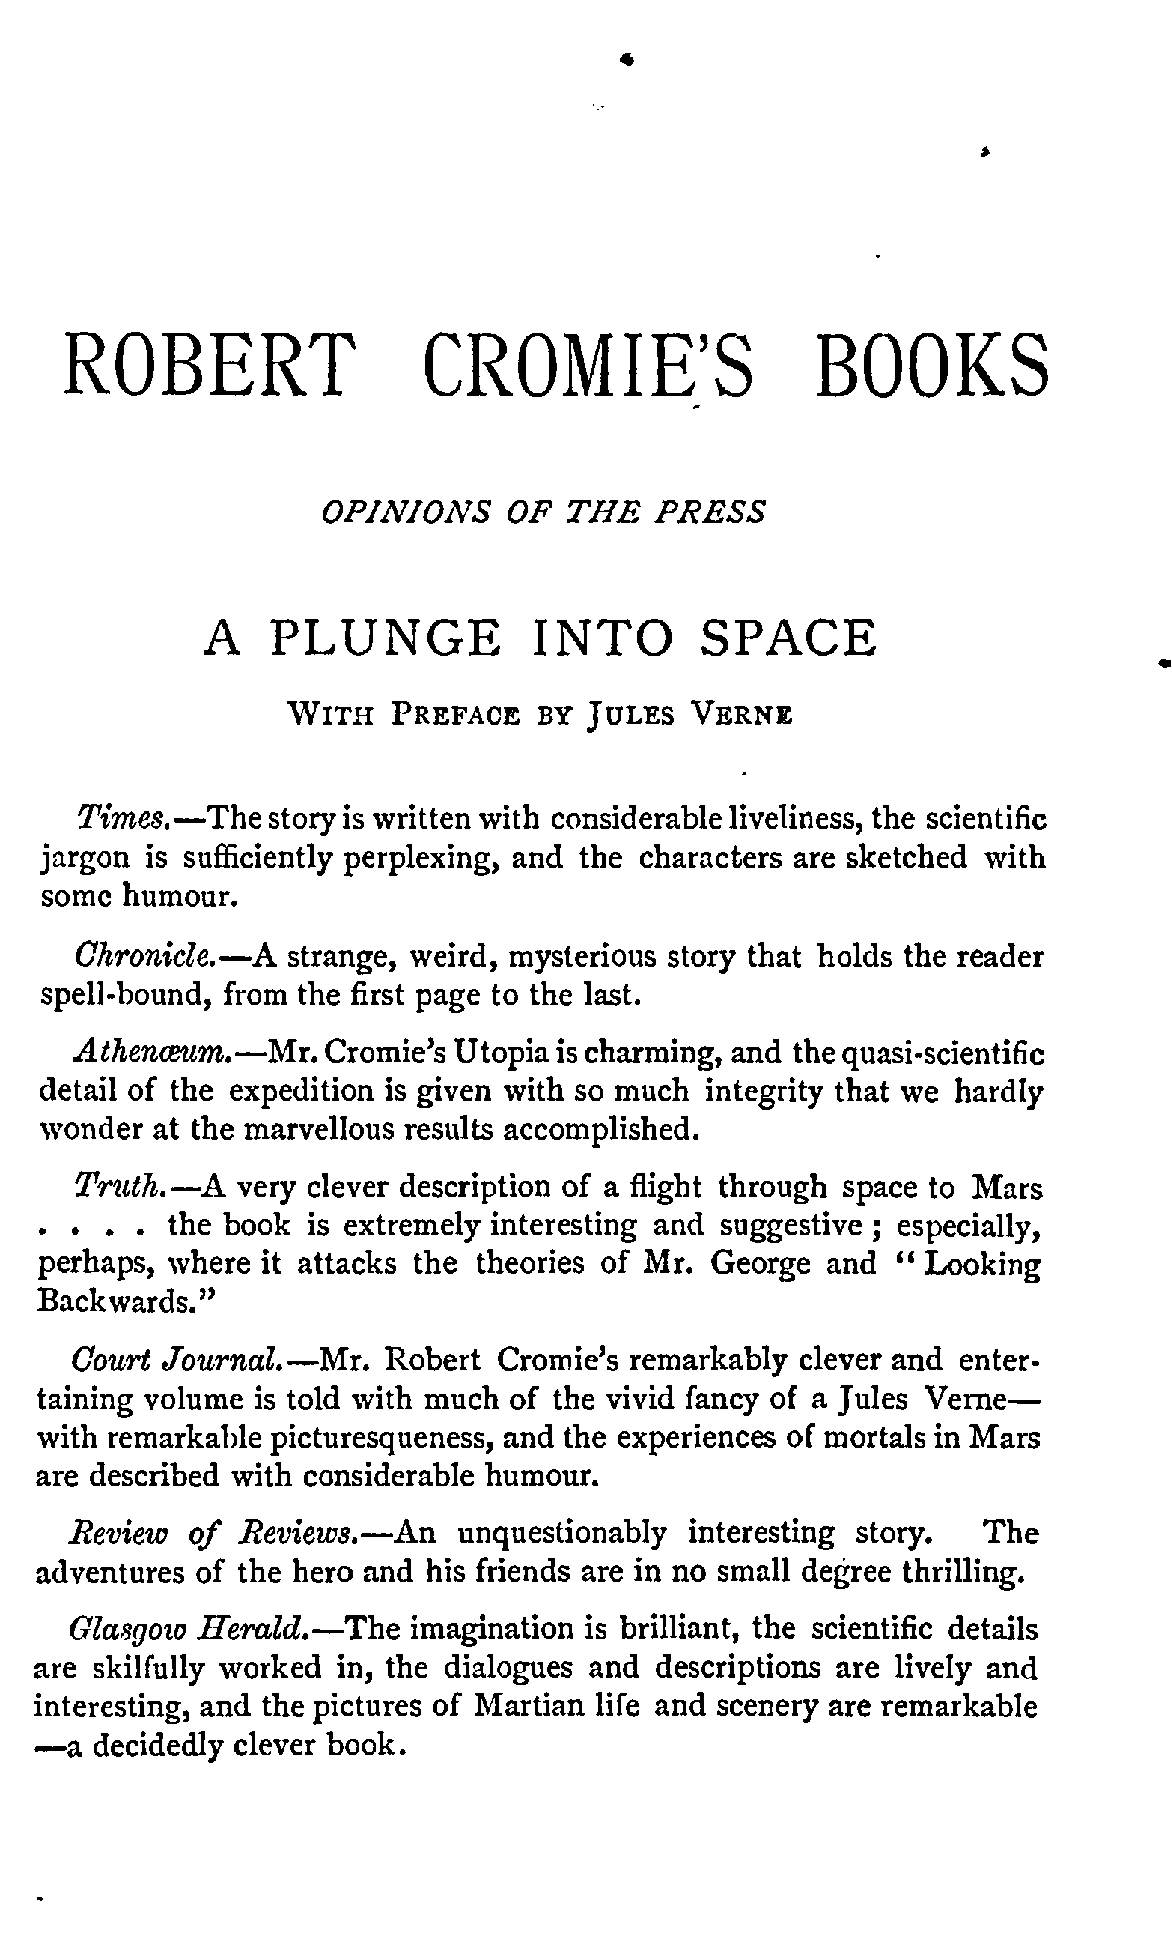 ROBERT CROMIE'S BOOKS
OPINIONS OF THE PRESS
A PLUNGE INTO SPACE
WITH PREFACE BY JULES VERNE
Times.—The story is written with considerable liveliness, the scientific
jargon is sufficiently perplexing, and the characters are sketched with
some humour.
Chronicle.—A strange, weird, mysterious story that holds the reader
spell-bound, from the first page to the last.
Athenœum.—Mr. Cromie's Utopia is charming, and the quasi-scientific
detail of the expedition is given with so much integrity that we hardly
wonder at the marvellous results accomplished.
Truth.—A very clever description of a flight through space to Mars
. . . . the book is extremely interesting and suggestive ; especially,
perhaps, where it attacks the theories of Mr. George and “ Looking
Backwards.”
Court Journal.—Mr. Robert Cromie's remarkably clever and enter-
taining volume is told with much of the vivid fancy of a Jules Verne—
with remarkable picturesqueness, and the experiences of mortals in Mars
are described with considerable humour.
Review of Reviews.—An unquestionably interesting story. The
adventures of the hero and his friends are in no small degree thrilling.
Glasgow Herald.—The imagination is brilliant, the scientific details
are skilfully worked in, the dialogues and descriptions are lively and
interesting, and the pictures of Martian life and scenery are remarkable
—a decidedly clever book.